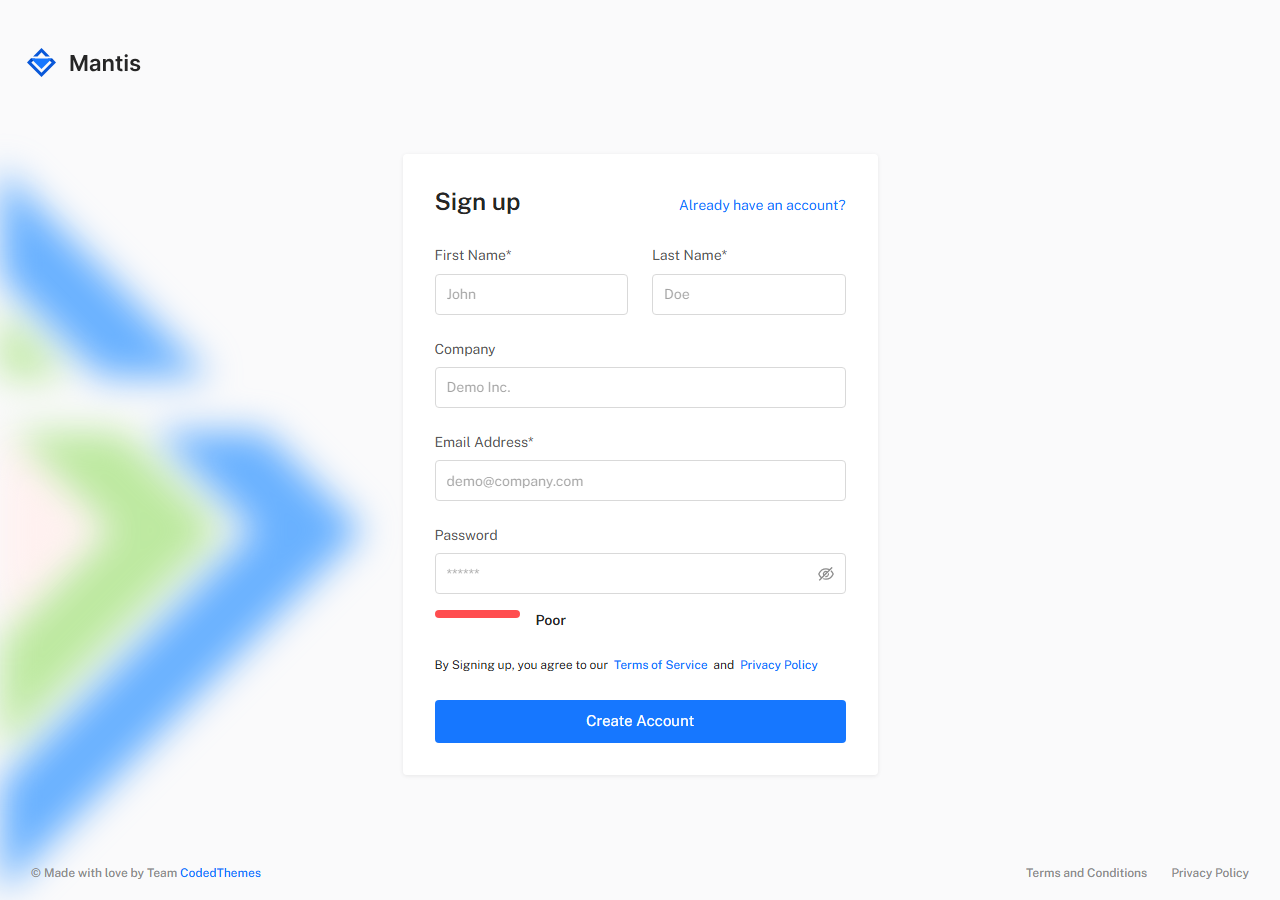 Mantis
Sign up
Already have an account?
First Name*
Last Name*
John
Doe
Company
Demo Inc.
Email Address*
demo@company.com
Password
******
Poor
By Signing up, you agree to our Terms of Service and Privacy Policy
Create Account
© Made with love by Team CodedThemes
Terms and Conditions
Privacy Policy